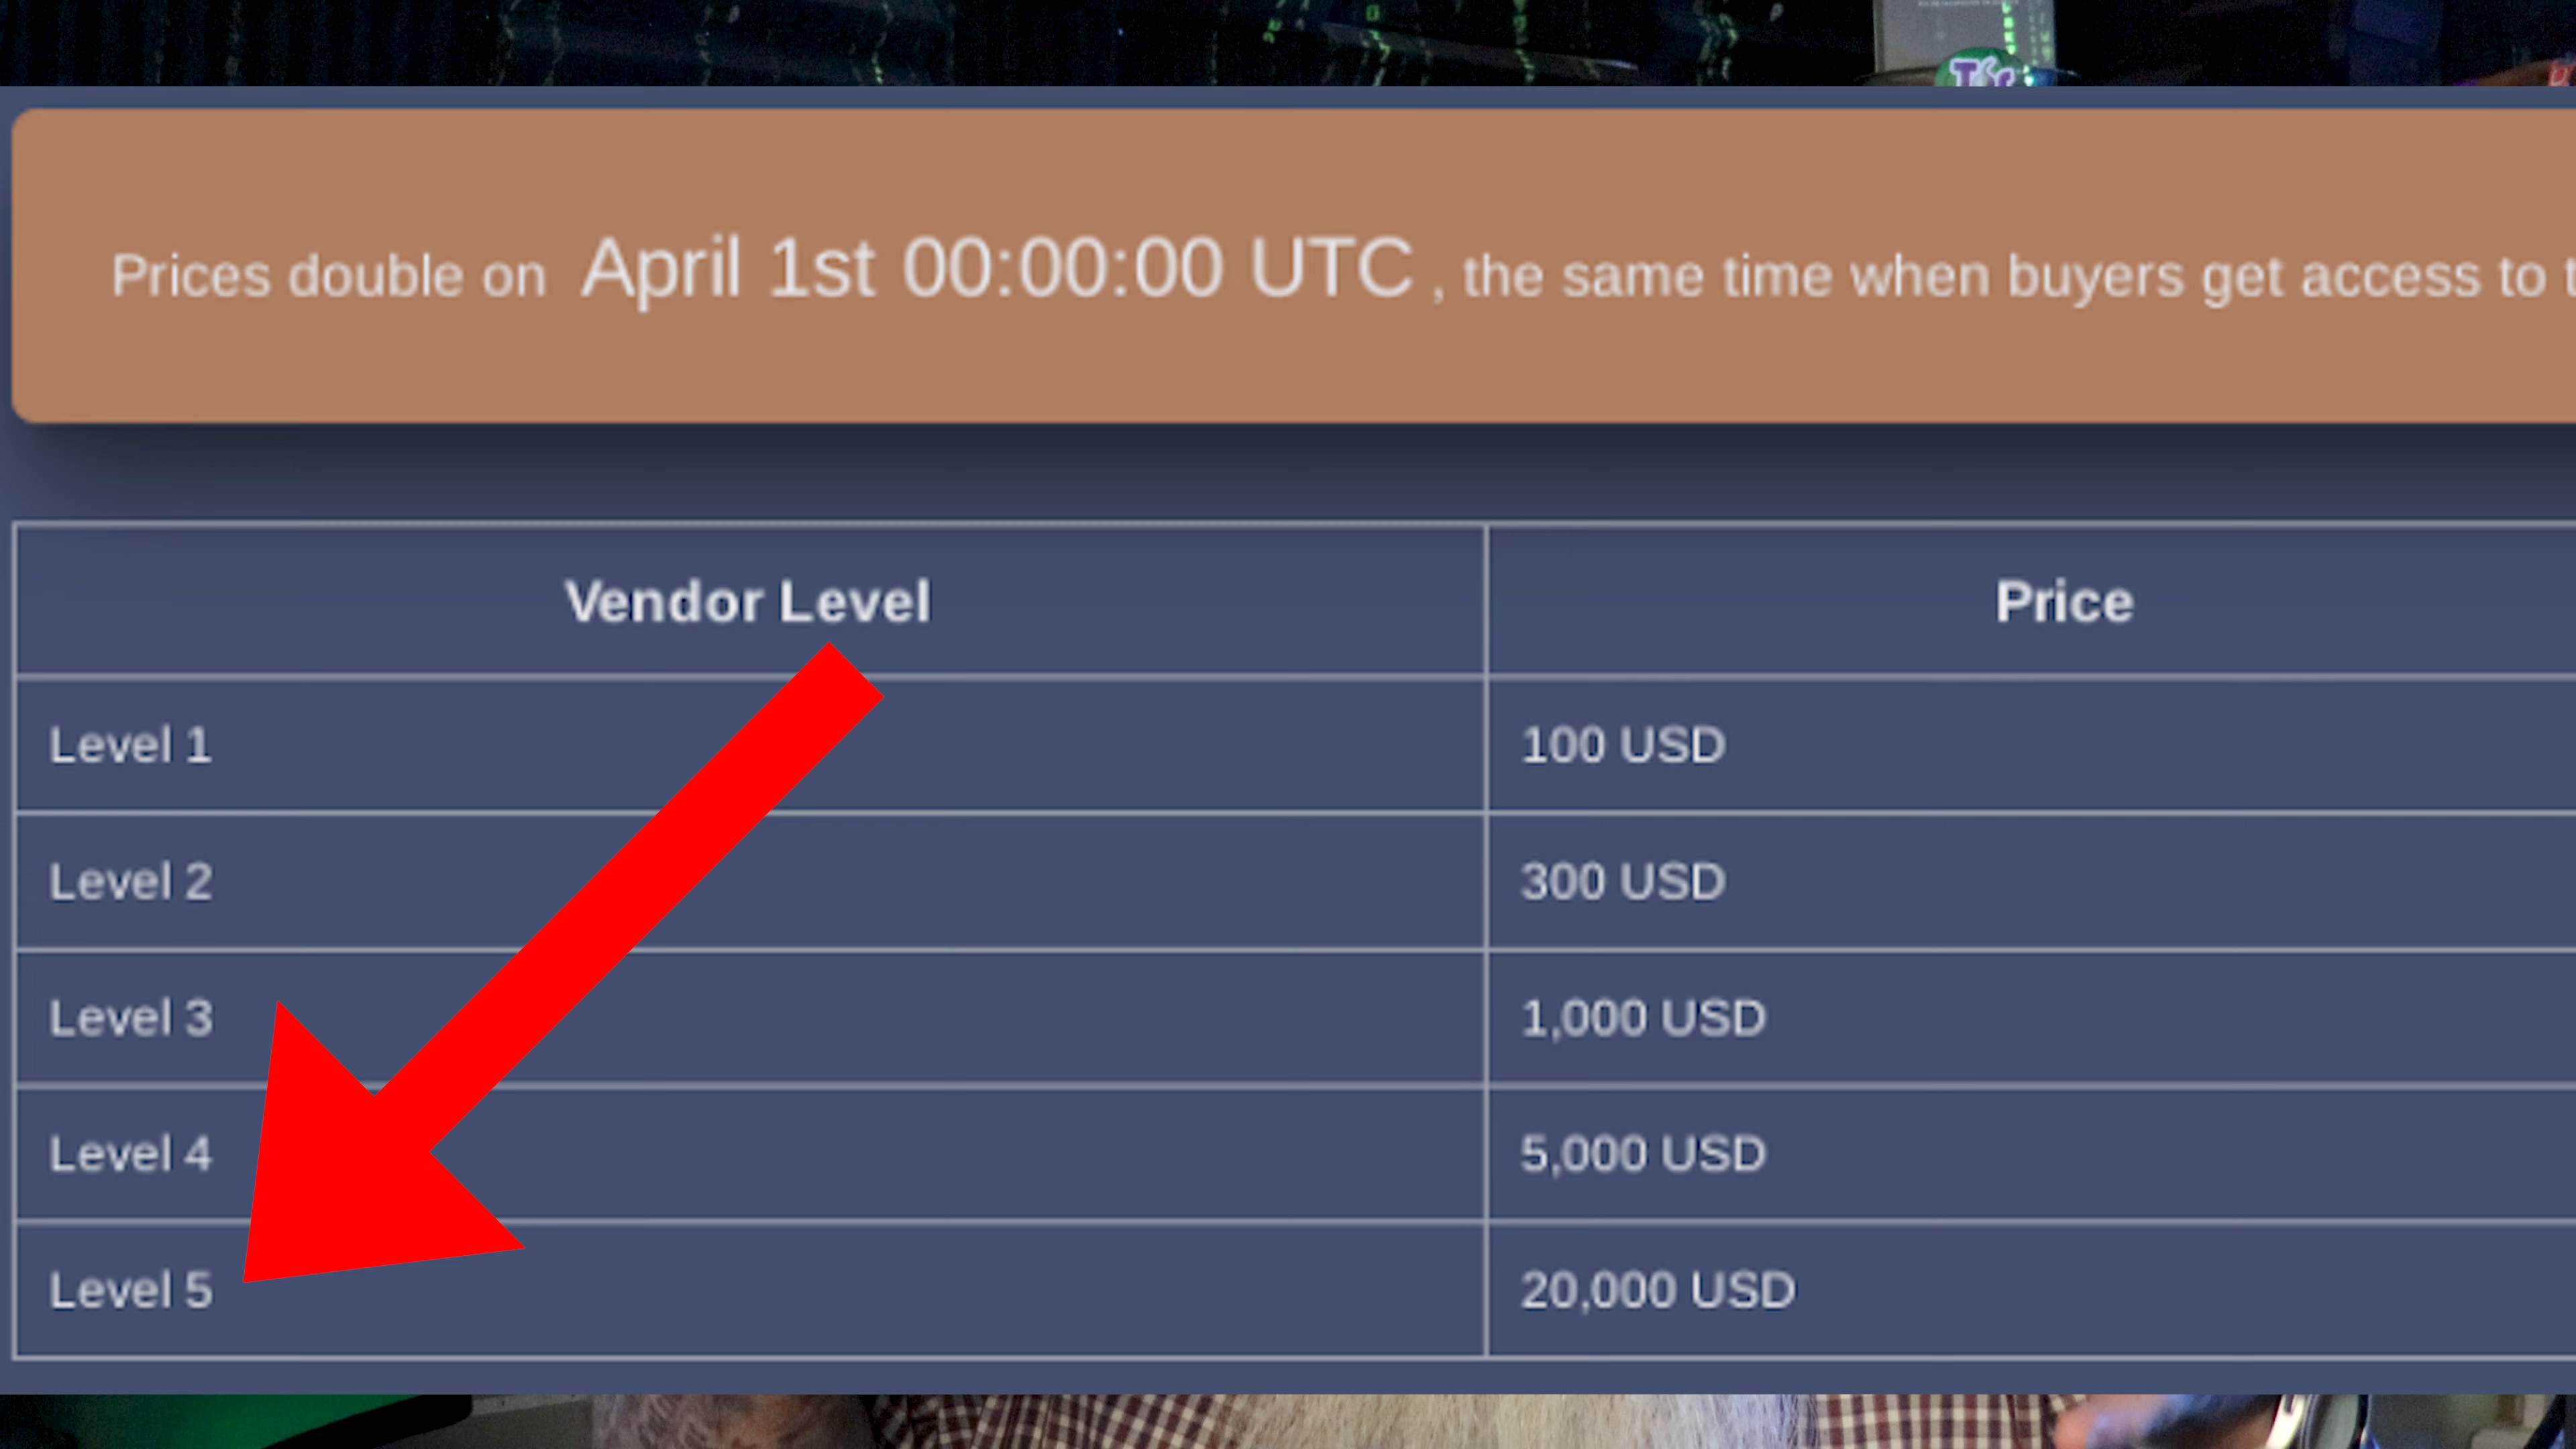 Prices double on April 1st 00:00:00 UTC, the same time when buyers get access to
Vendor Level Price
Level 1 100 USD
Level 2 300 USD
Level 3 1,000 USD
Level 4 5,000 USD
Level 5 20,000 USD